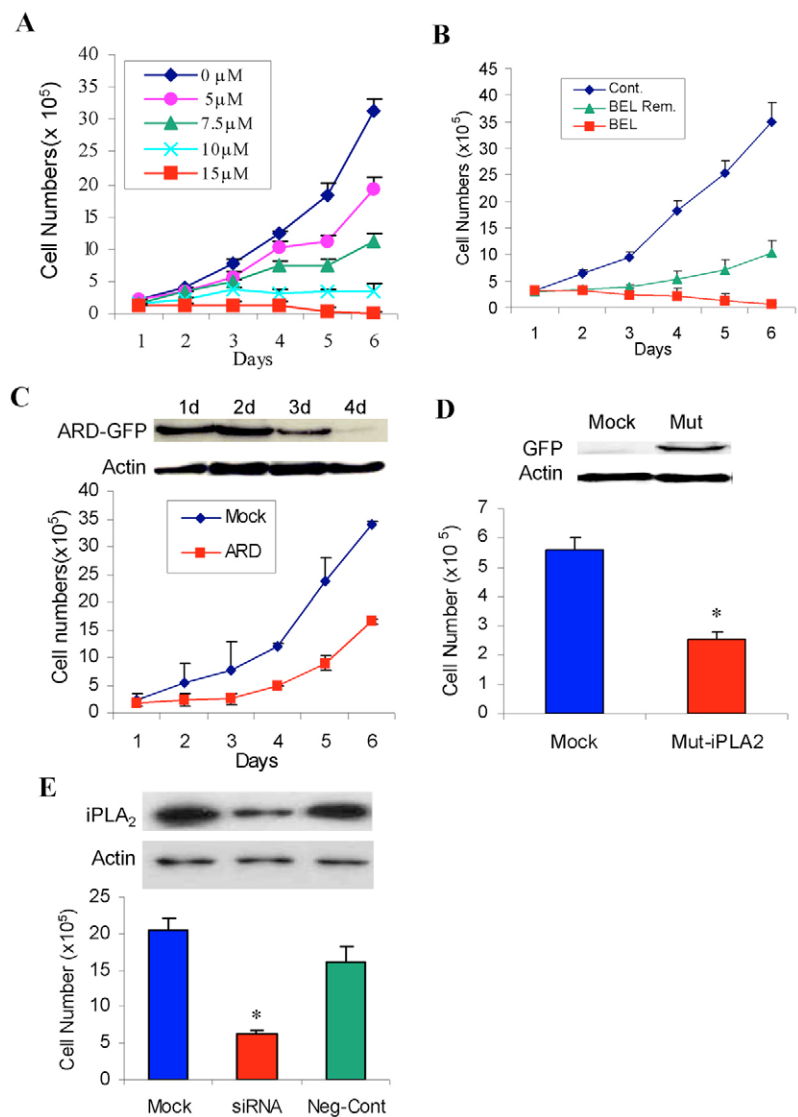 A
Cell Numbers(x 10⁵)
40
35
30
25
20
15
10
5
0
0 µM
5µM
7.5µM
10µM
15µM
1 2 3 4 5 6
Days
B
Cell Numbers (x10⁵)
45
40
35
30
25
20
15
10
5
0
Cont.
BEL Rem.
BEL
1 2 3 4 5 6
Days
C
1d 2d 3d 4d
ARD-GFP
Actin
Cell numbers(x10⁵)
40
35
30
25
20
15
10
5
0
Mock
ARD
1 2 3 4 5 6
Days
D
Mock Mut
GFP
Actin
Cell Number (x10⁵)
7
6
5
4
3
2
1
0
*
Mock Mut-iPLA2
E
iPLA₂
Actin
Cell Number (x10⁵)
25
20
15
10
5
0
*
Mock siRNA Neg-Cont